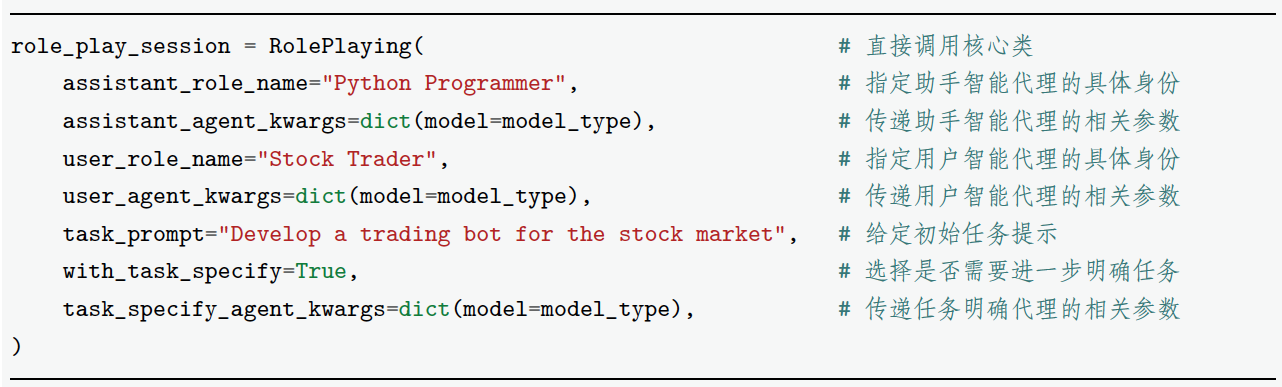 role_play_session = RolePlaying( # 直接调用核心类
    assistant_role_name="Python Programmer", # 指定助手智能代理的具体身份
    assistant_agent_kwargs=dict(model=model_type), # 传递助手智能代理的相关参数
    user_role_name="Stock Trader", # 指定用户智能代理的具体身份
    user_agent_kwargs=dict(model=model_type), # 传递用户智能代理的相关参数
    task_prompt="Develop a trading bot for the stock market", # 给定初始任务提示
    with_task_specify=True, # 选择是否需要进一步明确任务
    task_specify_agent_kwargs=dict(model=model_type), # 传递任务明确代理的相关参数
)